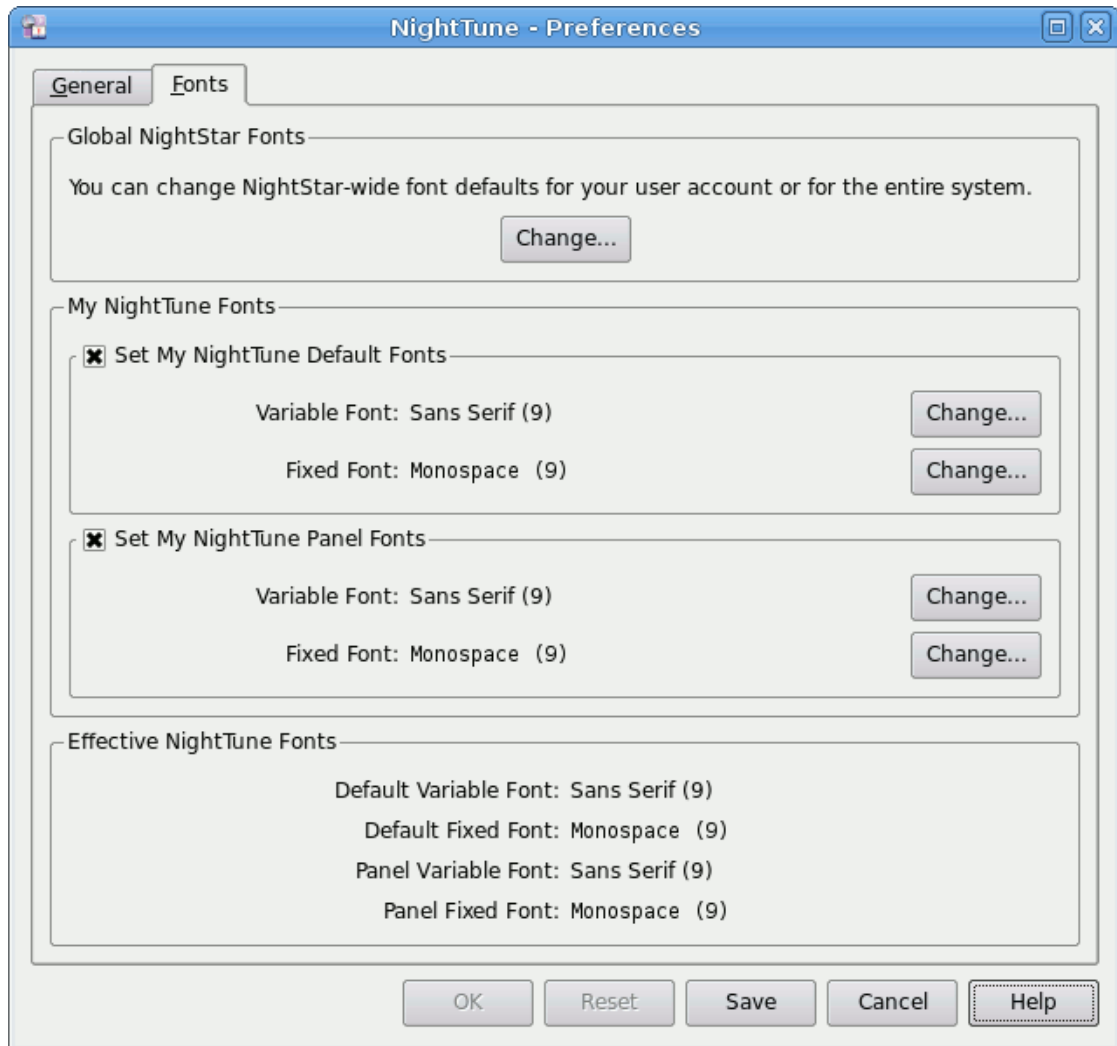 NightTune - Preferences
General Fonts
Global NightStar Fonts
You can change NightStar-wide font defaults for your user account or for the entire system.
Change...
My NightTune Fonts
Set My NightTune Default Fonts
Variable Font: Sans Serif (9) Change...
Fixed Font: Monospace (9) Change...
Set My NightTune Panel Fonts
Variable Font: Sans Serif (9) Change...
Fixed Font: Monospace (9) Change...
Effective NightTune Fonts
Default Variable Font: Sans Serif (9)
Default Fixed Font: Monospace (9)
Panel Variable Font: Sans Serif (9)
Panel Fixed Font: Monospace (9)
OK Reset Save Cancel Help